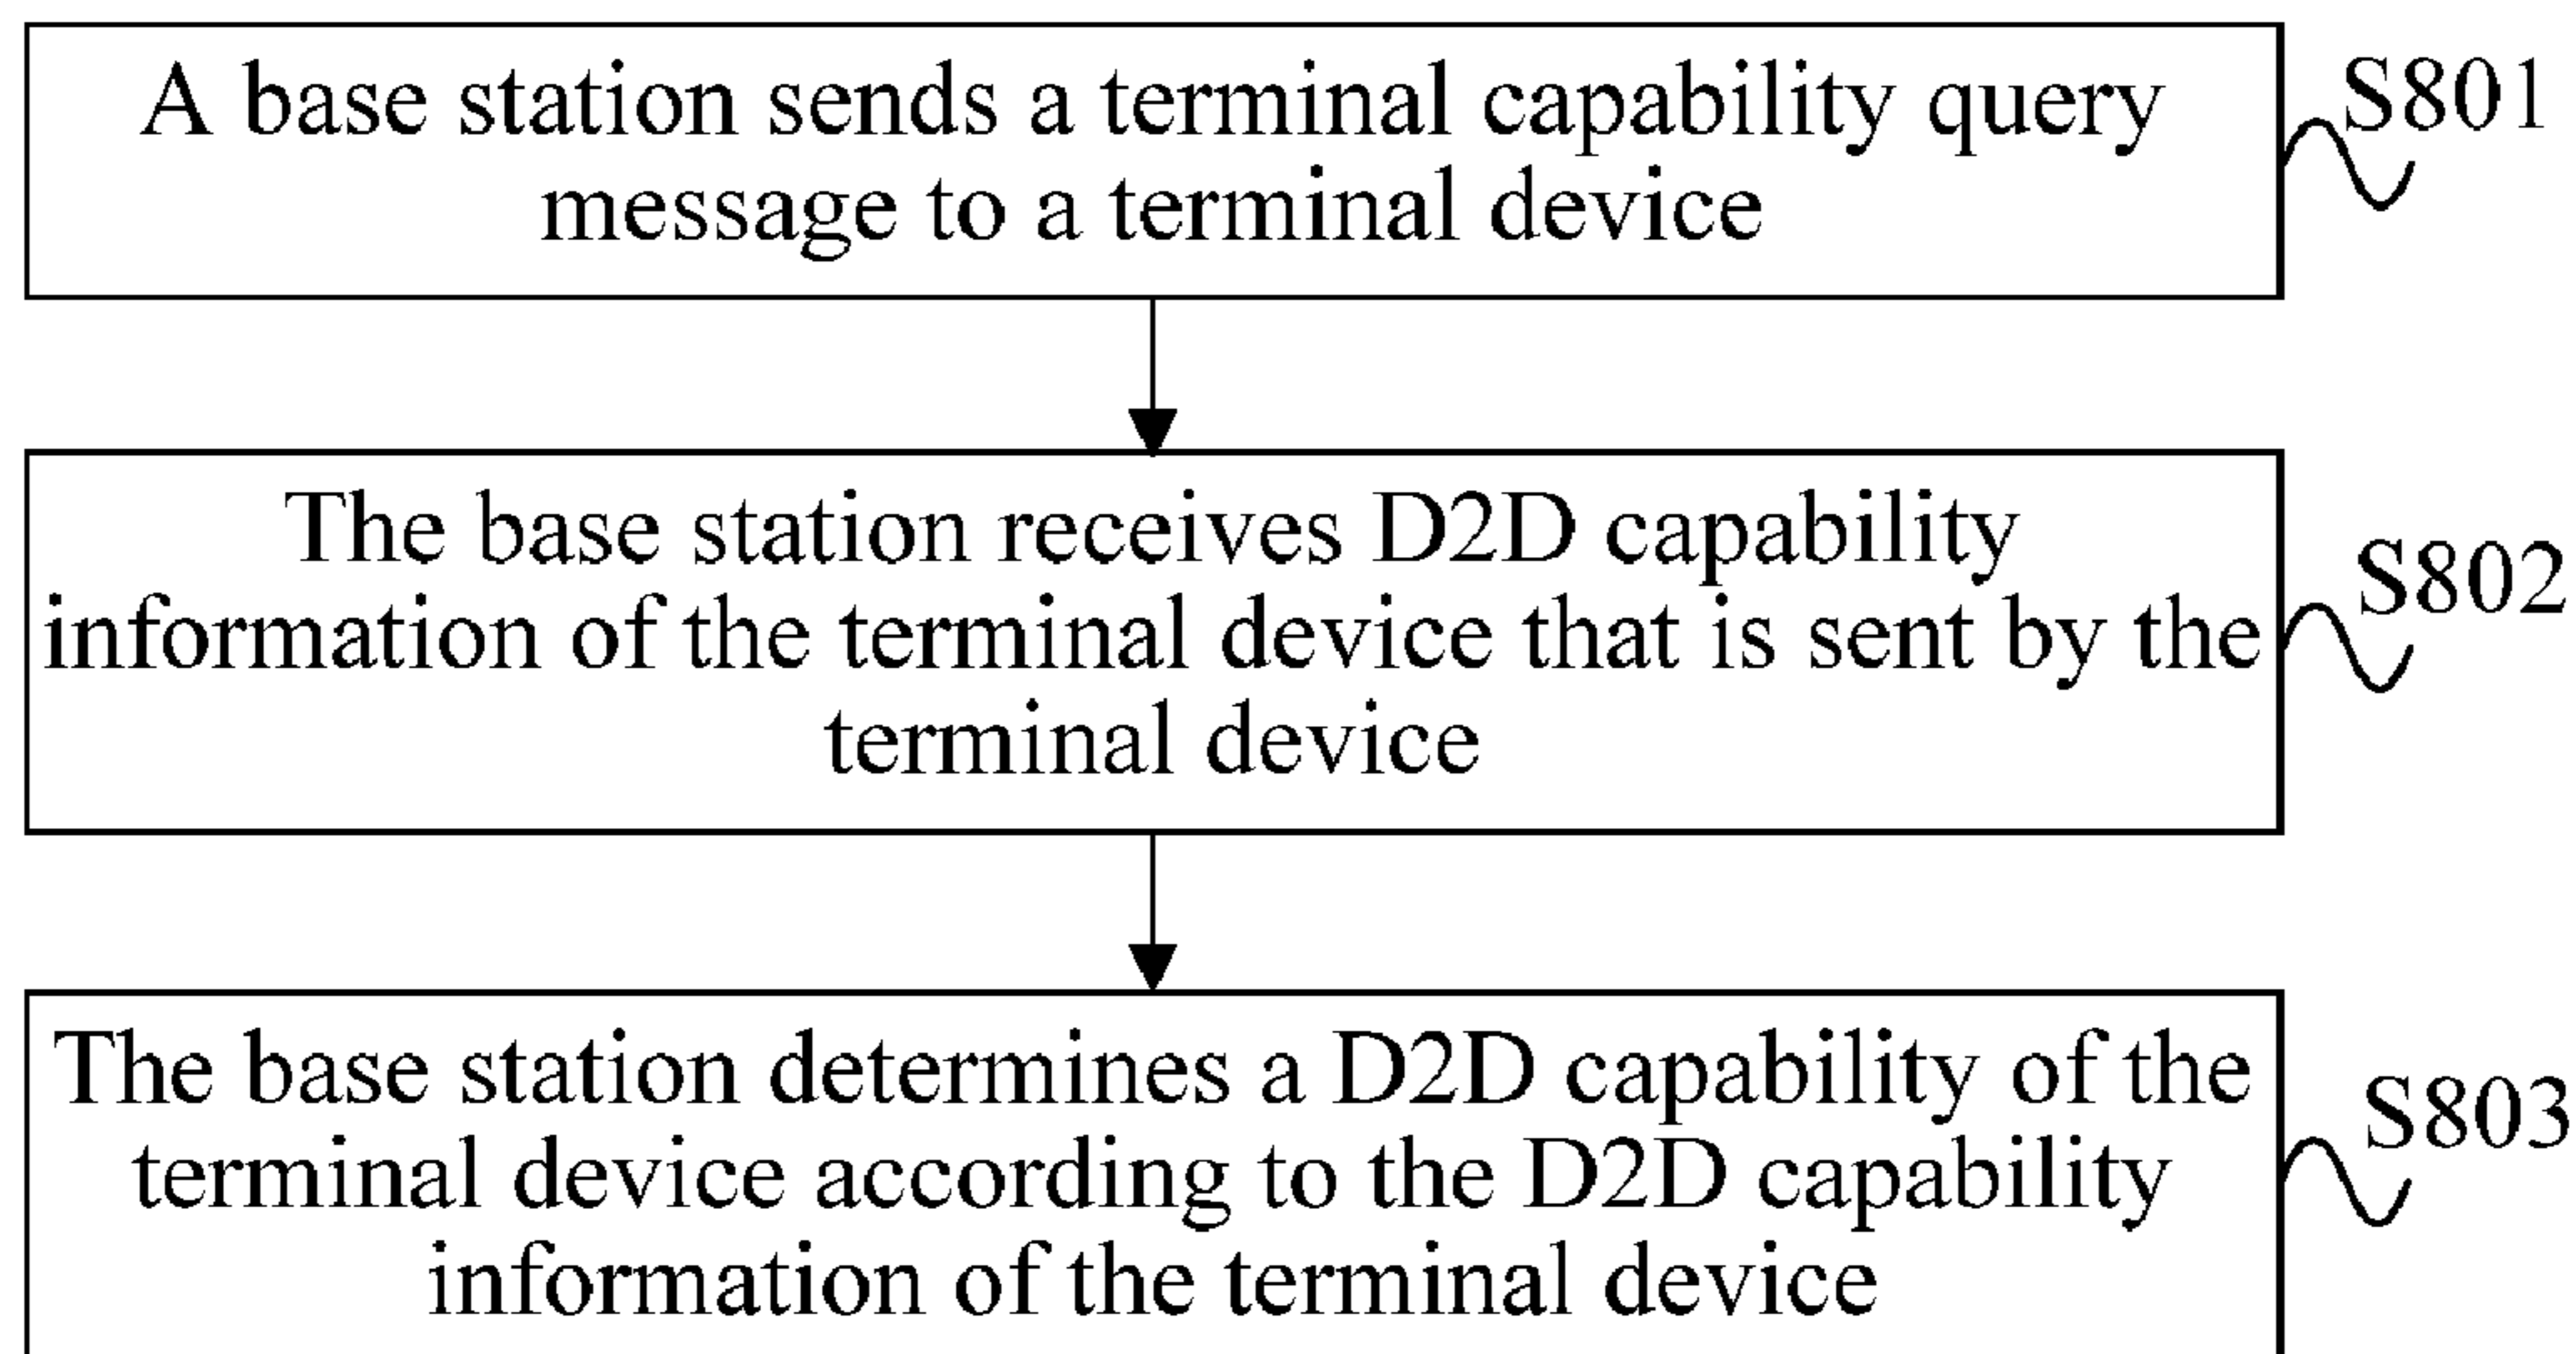 A base station sends a terminal capability query
message to a terminal device
S801
The base station receives D2D capability
information of the terminal device that is sent by the
terminal device
S802
The base station determines a D2D capability of the
terminal device according to the D2D capability
information of the terminal device
S803